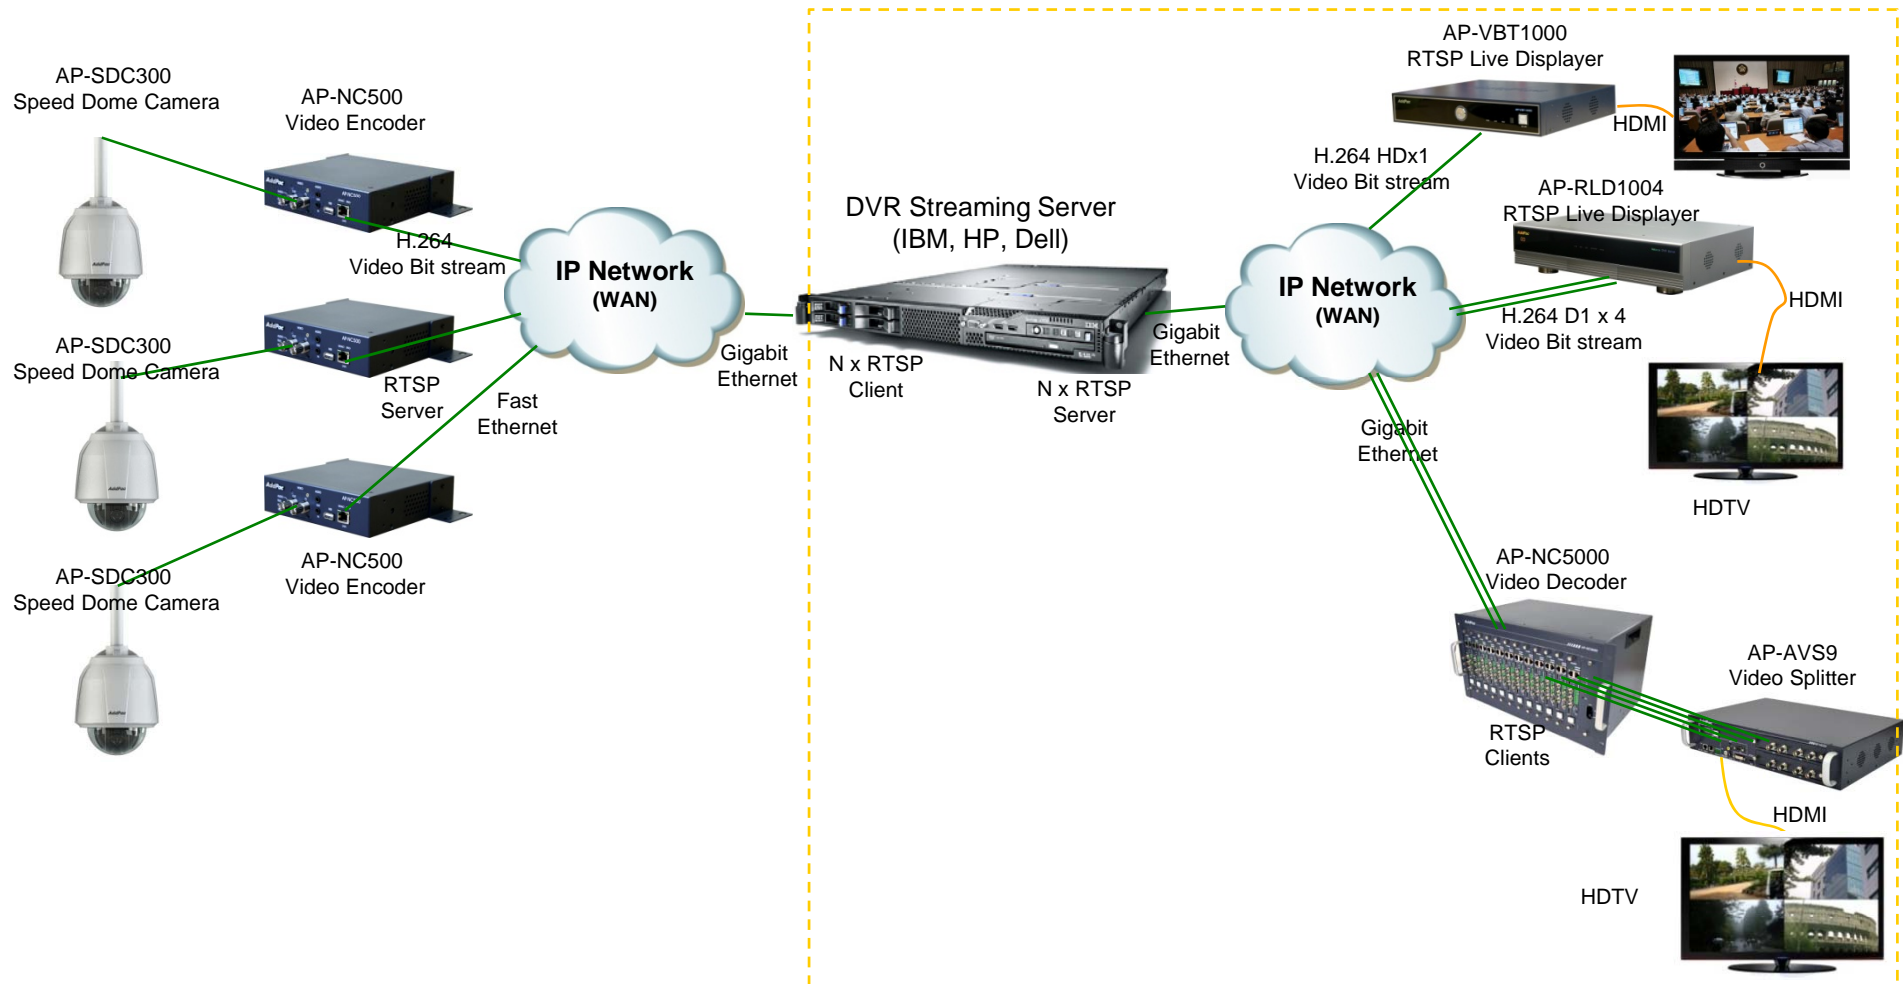 AP-SDC300
Speed Dome Camera
AP-NC500
Video Encoder
H.264
Video Bit stream
AP-SDC300
Speed Dome Camera
RTSP
Server
Fast
Ethernet
AP-NC500
Video Encoder
AP-SDC300
Speed Dome Camera
IP Network
(WAN)
Gigabit
Ethernet
DVR Streaming Server
(IBM, HP, Dell)
N x RTSP
Client
N x RTSP
Server
Gigabit
Ethernet
IP Network
(WAN)
AP-VBT1000
RTSP Live Displayer
HDMI
H.264 HDx1
Video Bit stream
AP-RLD1004
RTSP Live Displayer
HDMI
H.264 D1 x 4
Video Bit stream
HDTV
Gigabit
Ethernet
AP-NC5000
Video Decoder
RTSP
Clients
AP-AVS9
Video Splitter
HDMI
HDTV